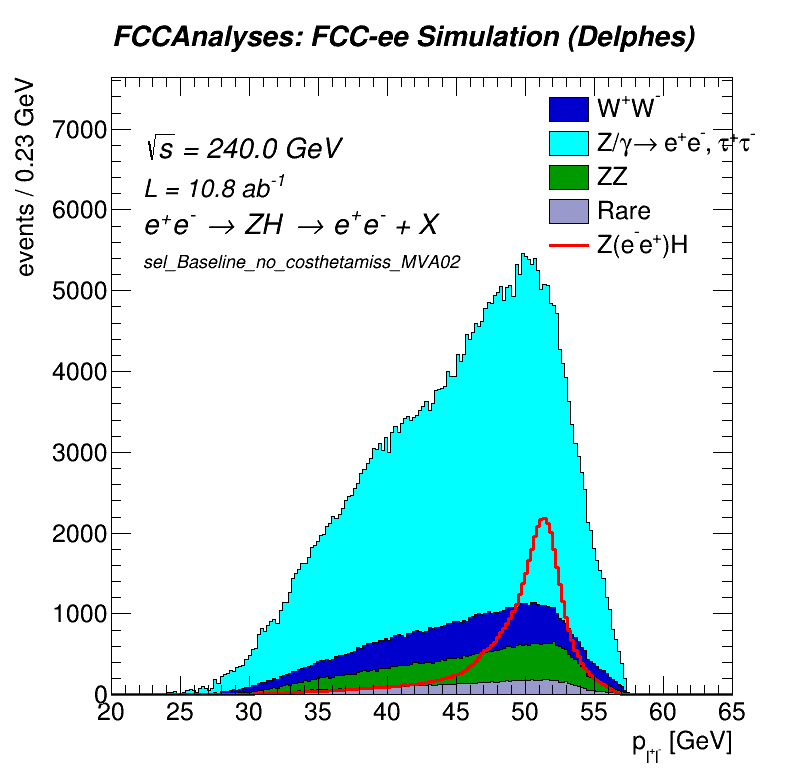 FCCAnalyses: FCC-ee Simulation (Delphes)
events / 0.23 GeV
7000
6000
5000
4000
3000
2000
1000
0
√s = 240.0 GeV
L = 10.8 ab⁻¹
e⁺e⁻ → ZH → e⁺e⁻ + X
sel_Baseline_no_costhetamiss_MVA02
W⁺W⁻
Z/γ→ e⁺e⁻, τ⁺τ⁻
ZZ
Rare
Z(e⁻e⁺)H
20 25 30 35 40 45 50 55 60 65
p_l⁺l⁻ [GeV]